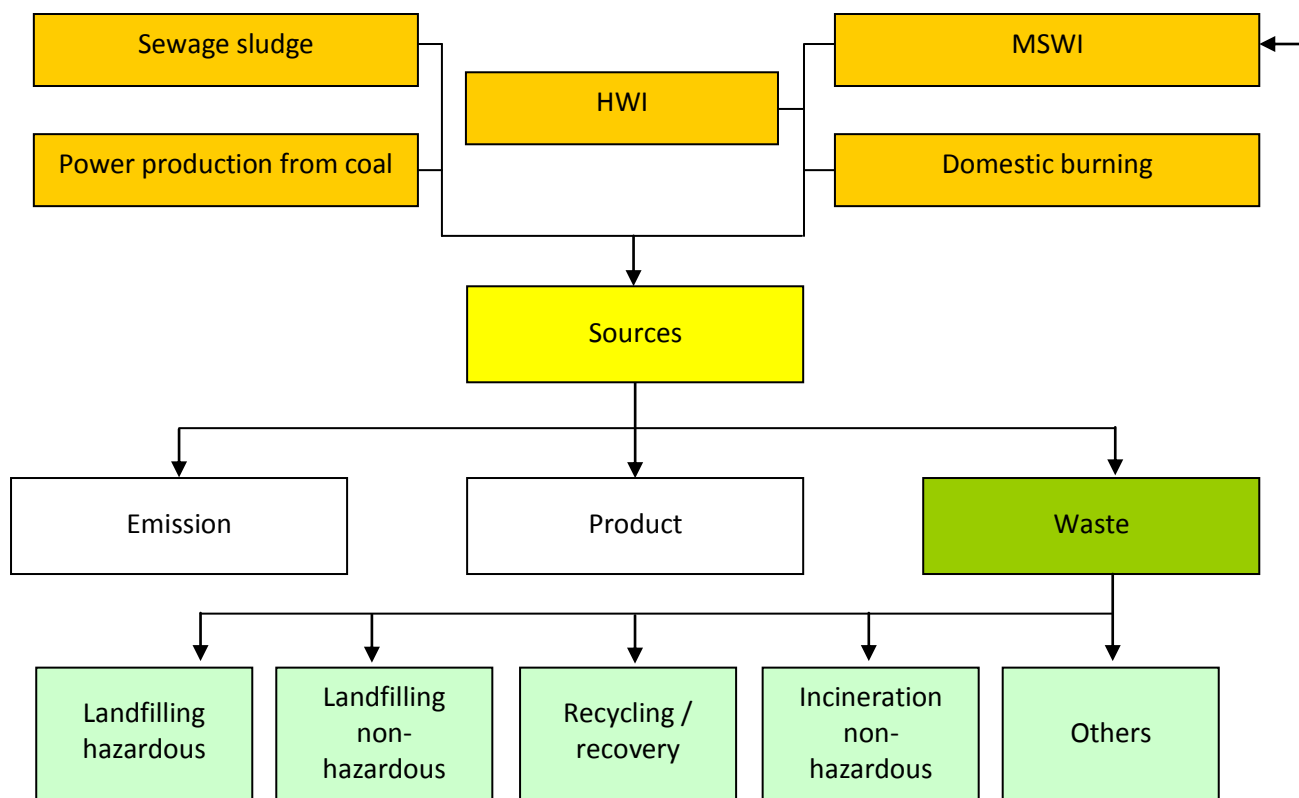 Sewage sludge
MSWI
HWI
Power production from coal
Domestic burning
Sources
Emission
Product
Waste
Landfilling
hazardous
Landfilling
non-
hazardous
Recycling /
recovery
Incineration
non-
hazardous
Others